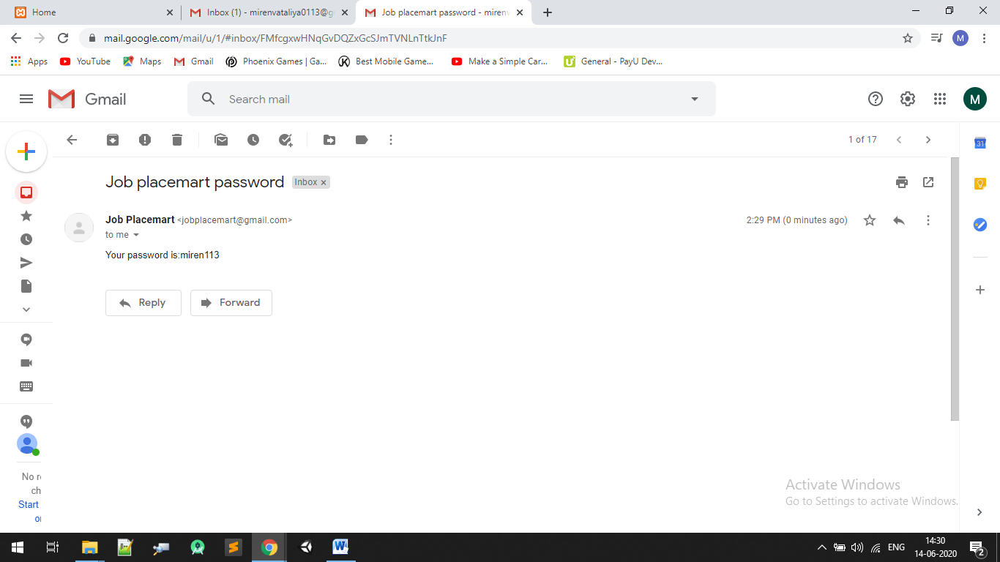 Home
Inbox (1) - mirenvataliya0113@g
Job placemart password - miren
mail.google.com/mail/u/1/#inbox/FMfcgxwHNqGvDQZxGcSJmTVNLnTtkJnF
M
Apps
YouTube
Maps
Gmail
Phoenix Games | Ga...
Best Mobile Game...
Make a Simple Car...
General - PayU Dev...
Gmail
Search mail
M
1 of 17
31
Job placemart password
Inbox x
Job Placemart <jobplacemart@gmail.com>
2:29 PM (0 minutes ago)
to me
Your password is:miren113
Reply
Forward
No r
ch
Start
o
Activate Windows
Go to Settings to activate Windows.
ENG
14:30
14-06-2020
2